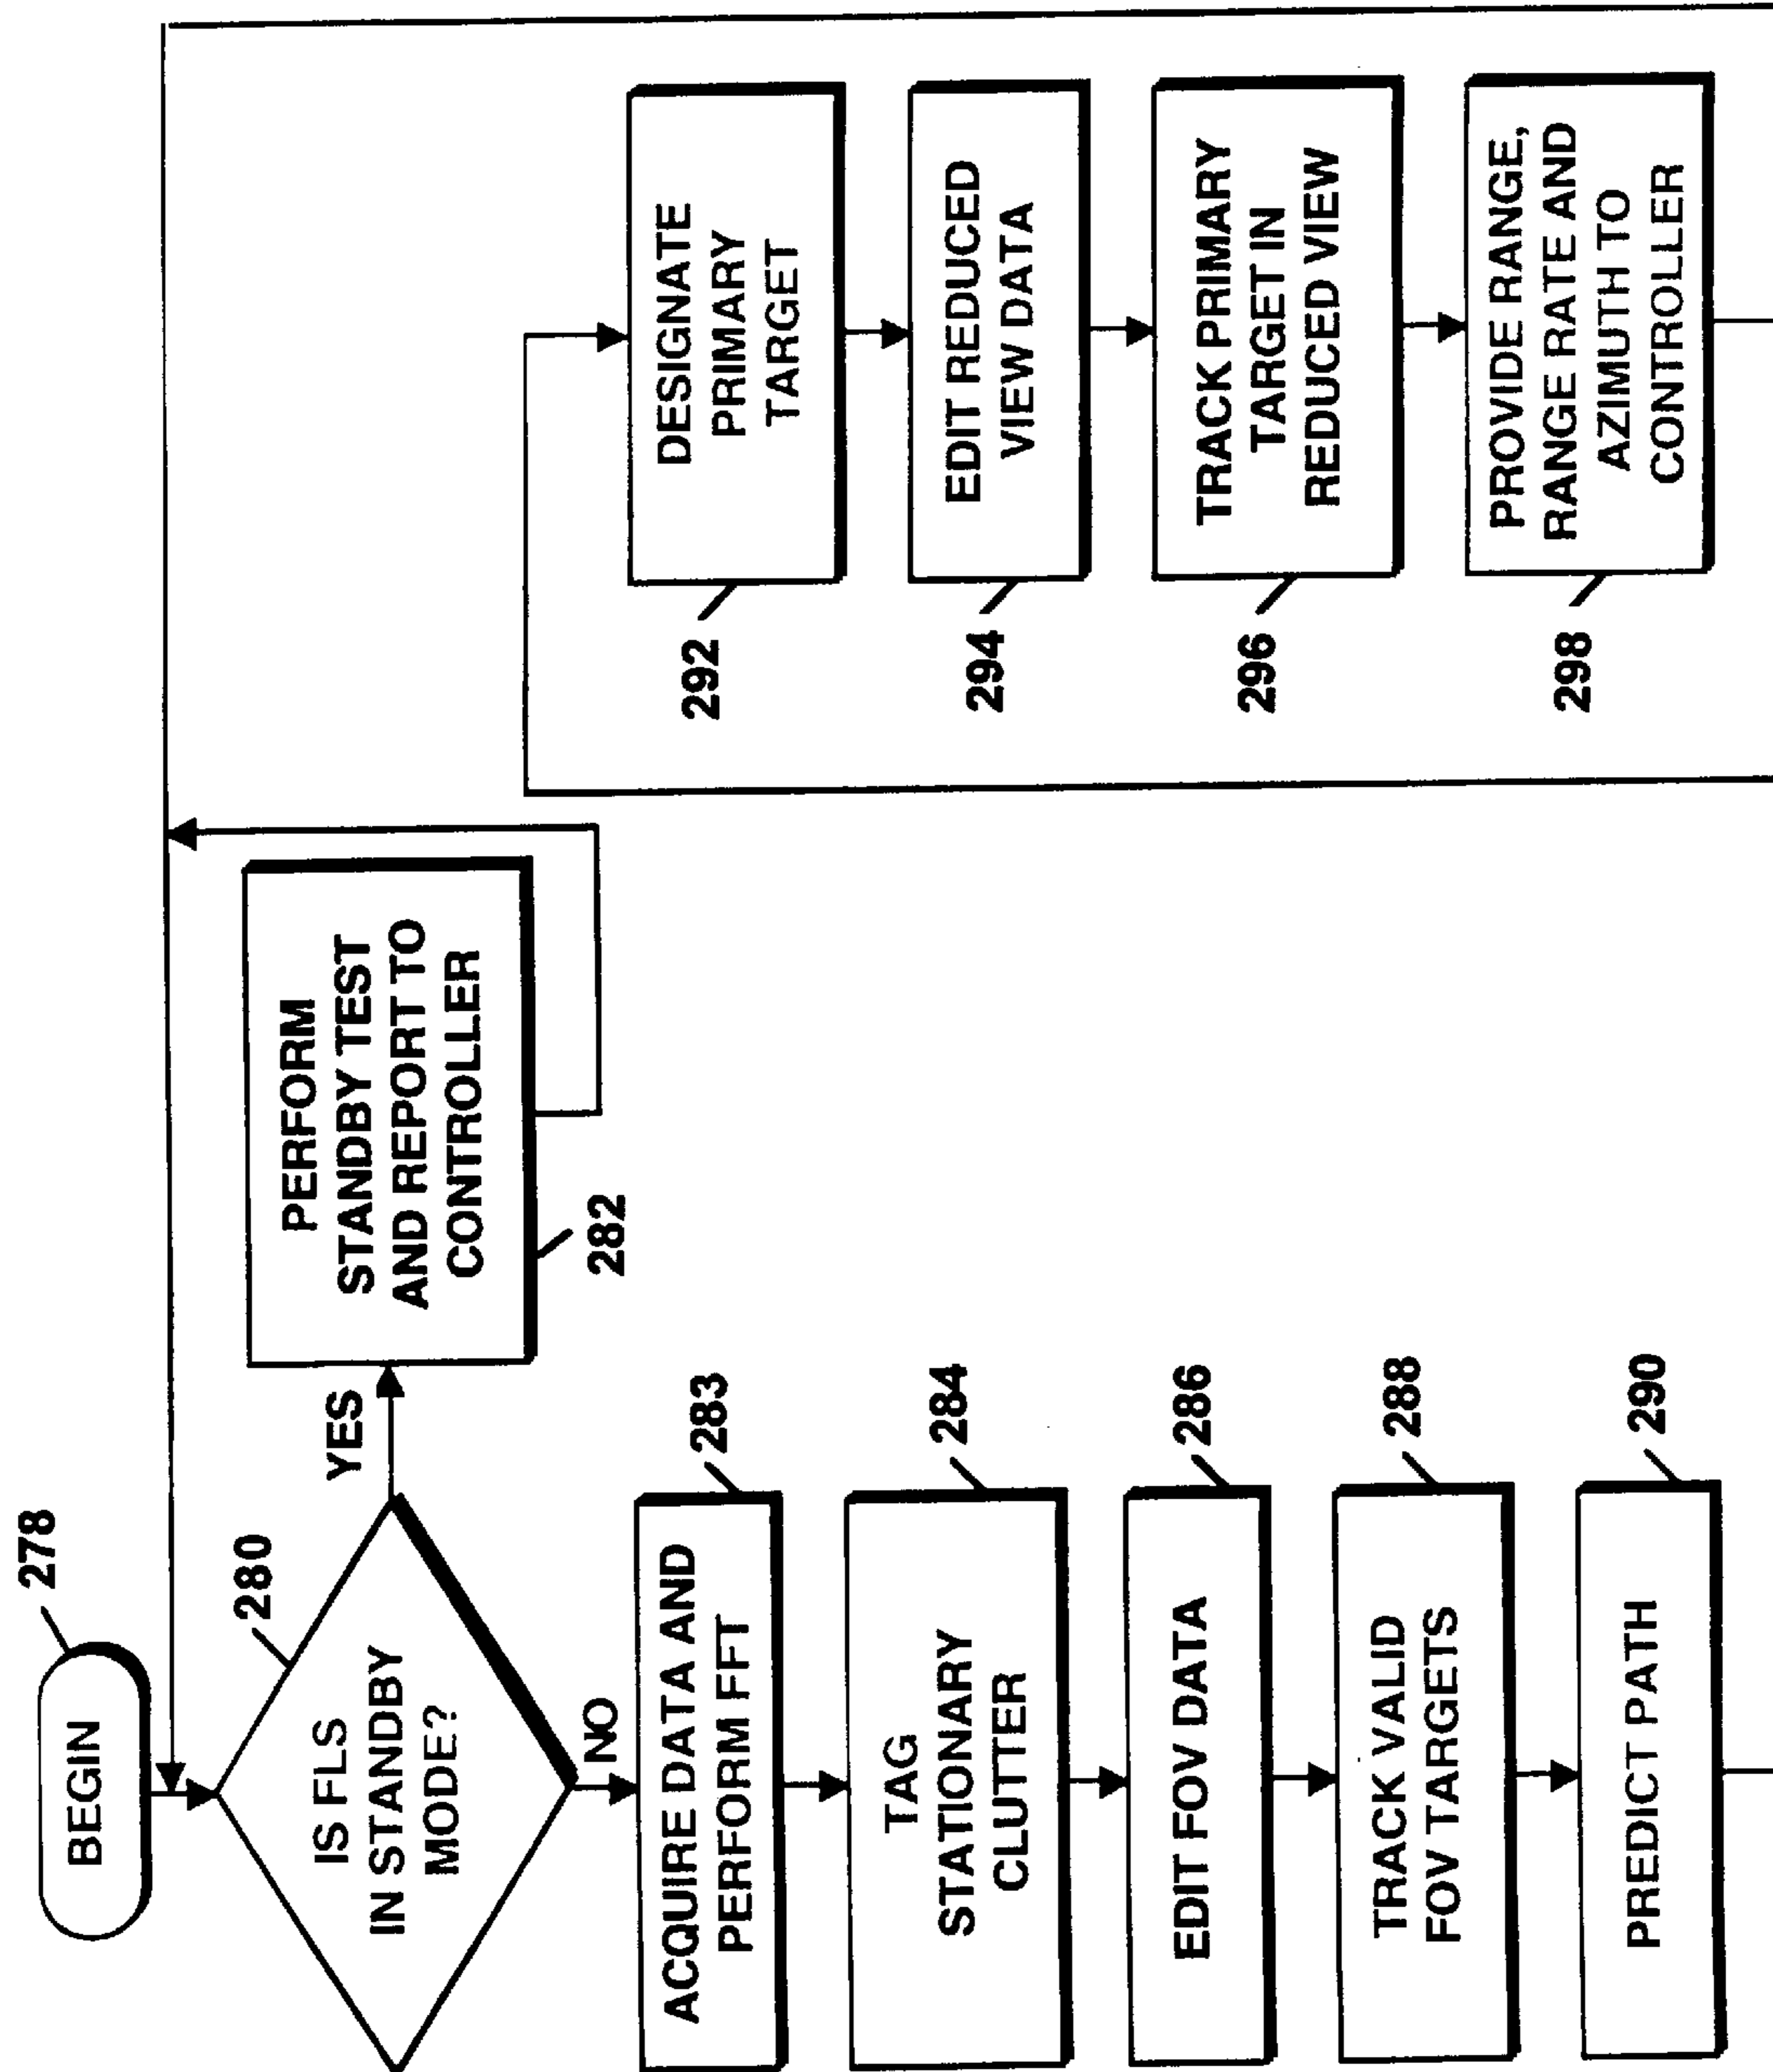 278
BEGIN
280
IS FLS
IN STANDBY
MODE?
YES
NO
PERFORM
STANDBY TEST
AND REPORT TO
CONTROLLER
282
283
ACQUIRE DATA AND
PERFORM FFT
284
TAG
STATIONARY
CLUTTER
286
EDIT FOV DATA
288
TRACK VALID
FOV TARGETS
290
PREDICT PATH
292
DESIGNATE
PRIMARY
TARGET
294
EDIT REDUCED
VIEW DATA
296
TRACK PRIMARY
TARGET IN
REDUCED VIEW
298
PROVIDE RANGE,
RANGE RATE AND
AZIMUTH TO
CONTROLLER